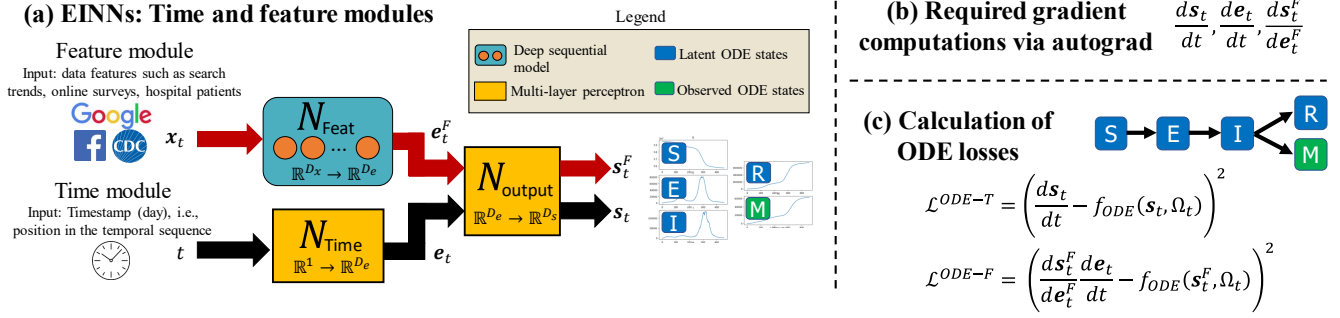 (a) EINNs: Time and feature modules
Feature module
Input: data features such as search
trends, online surveys, hospital patients
Google
CDC
x_t
N_Feat
...
ℝ^{D_x} → ℝ^{D_e}
e_t^F
Time module
Input: Timestamp (day), i.e.,
position in the temporal sequence
t
N_Time
ℝ^1 → ℝ^{D_e}
e_t
N_output
ℝ^{D_e} → ℝ^{D_s}
s_t^F
s_t
Legend
Deep sequential
model
Multi-layer perceptron
Latent ODE states
Observed ODE states
S
E
I
R
M
(b) Required gradient
computations via autograd
ds_t/dt, de_t/dt, ds_t^F/de_t^F
(c) Calculation of
ODE losses
S E I R
M
ℒ^{ODE−T} = (ds_t/dt − f_{ODE}(s_t, Ω_t))^2
ℒ^{ODE−F} = (ds_t^F/de_t^F de_t/dt − f_{ODE}(s_t^F, Ω_t))^2